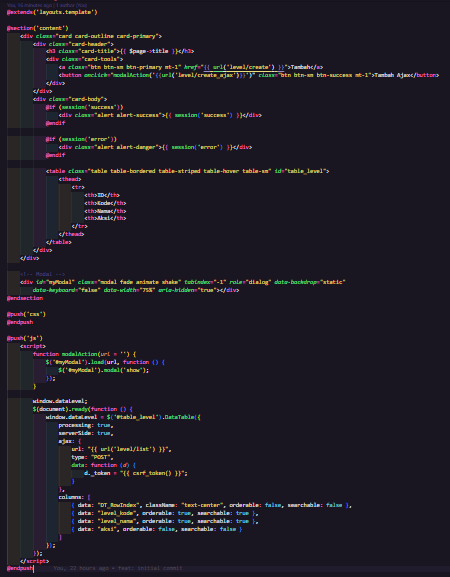 @extends('layouts.template')
@section('content')
<div class="card card-outline card-primary">
<div class="card-header">
<h3 class="card-title">{{ $page->title }}</h3>
<div class="card-tools">
<a class="btn btn-sm btn-primary mt-1" href="{{ url('level/create') }}">Tambah</a>
<button onclick="modalAction('{{url('level/create_ajax')}}')" class="btn btn-sm btn-success mt-1">Tambah Ajax</button>
</div>
</div>
<div class="card-body">
@if (session('success'))
<div class="alert alert-success">{{ session('success') }}</div>
@endif
@if (session('error'))
<div class="alert alert-danger">{{ session('error') }}</div>
@endif
<table class="table table-bordered table-striped table-hover table-sm" id="table_level">
<thead>
<tr>
<th>ID</th>
<th>Kode</th>
<th>Nama</th>
<th>Aksi</th>
</tr>
</thead>
</table>
</div>
</div>
<!-- Modal -->
<div id="myModal" class="modal fade animate shake" tabindex="-1" role="dialog" data-backdrop="static"
data-keyboard="false" data-width="75%" aria-hidden="true"></div>
@endsection
@push('css')
@endpush
@push('js')
<script>
function modalAction(url = '') {
$('#myModal').load(url, function () {
$('#myModal').modal('show');
});
}
window.dataLevel;
$(document).ready(function () {
window.dataLevel = $('#table_level').DataTable({
processing: true,
serverSide: true,
ajax: {
url: "{{ url('level/list') }}",
type: "POST",
data: function (d) {
d._token = "{{ csrf_token() }}";
}
},
columns: [
{ data: "DT_RowIndex", className: "text-center", orderable: false, searchable: false },
{ data: "level_kode", orderable: true, searchable: true },
{ data: "level_nama", orderable: true, searchable: true },
{ data: "aksi", orderable: false, searchable: false }
]
});
});
</script>
@endpush You, 22 hours ago • feat: initial commit